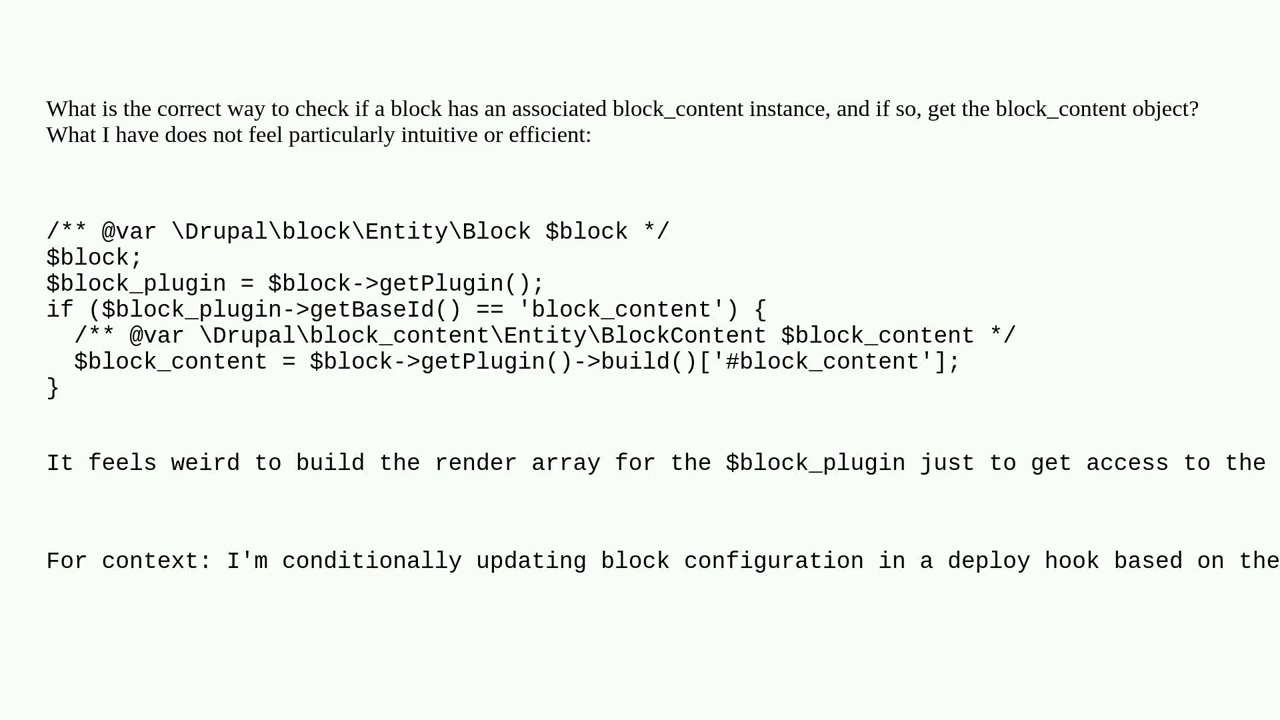 What is the correct way to check if a block has an associated block_content instance, and if so, get the block_content object?
What I have does not feel particularly intuitive or efficient:
/** @var \Drupal\block\Entity\Block $block */
$block;
$block_plugin = $block->getPlugin();
if ($block_plugin->getBaseId() == 'block_content') {
  /** @var \Drupal\block_content\Entity\BlockContent $block_content */
  $block_content = $block->getPlugin()->build()['#block_content'];
}
It feels weird to build the render array for the $block_plugin just to get access to the
For context: I'm conditionally updating block configuration in a deploy hook based on the